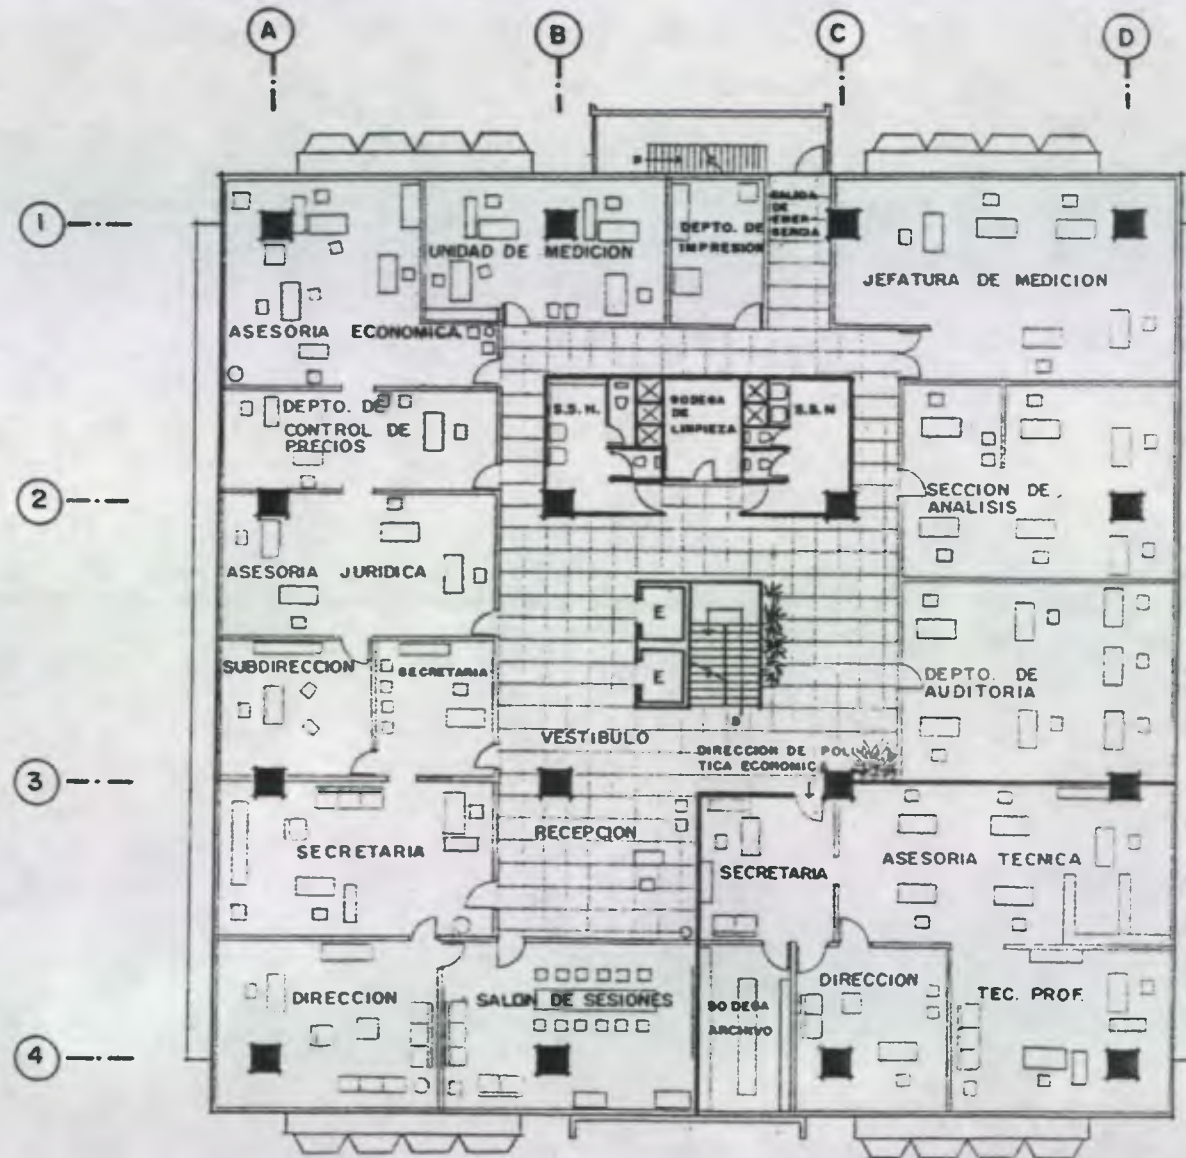 A
B
C
D
1
SALIDA
DE
EMER-
GENCIA
DEPTO. DE
IMPRESION
UNIDAD DE MEDICION
JEFATURA DE MEDICION
ASESORIA ECONOMICA
DEPTO. DE
CONTROL DE
PRECIOS
S.S. H.
BODEGA
DE
LIMPIEZA
S.S.N
2
SECCION DE
ANALISIS
ASESORIA JURIDICA
E
E
SUBDIRECCION
SECRETARIA
DEPTO. DE
AUDITORIA
B
VESTIBULO
DIRECCION DE POLI
TICA ECONOMIC
3
RECEPCION
SECRETARIA
SECRETARIA
ASESORIA TECNICA
DIRECCION
SALON DE SESIONES
BODEGA
ARCHIVO
DIRECCION
TEC. PROF.
4